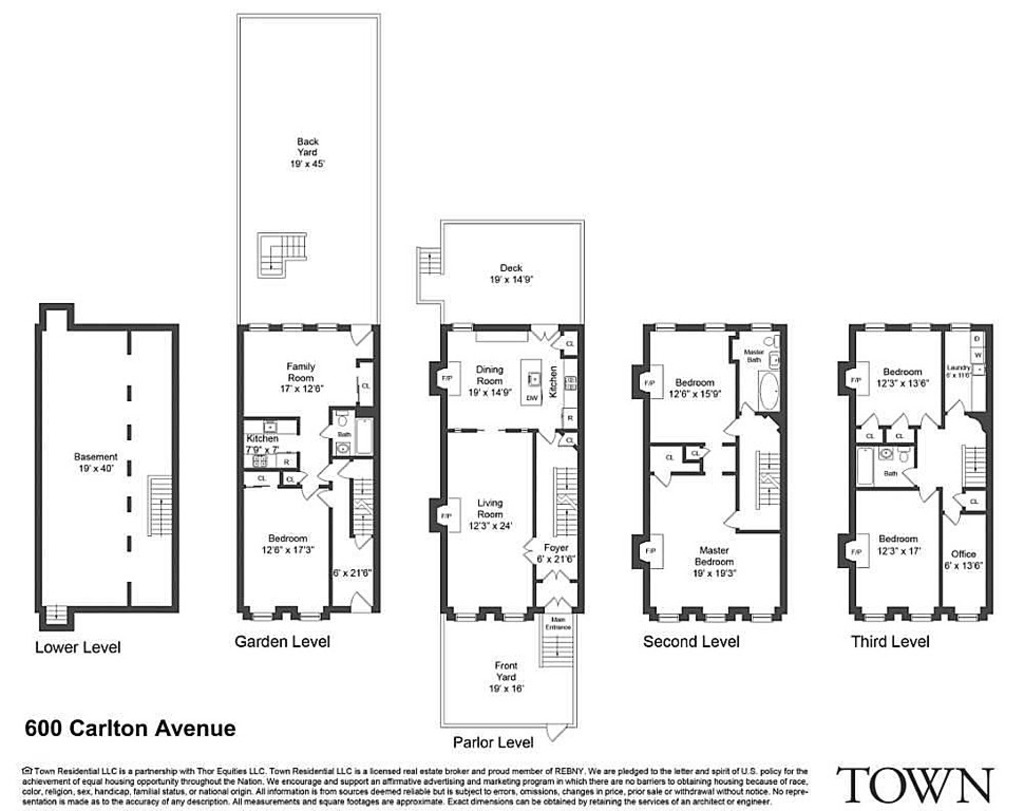 Back
Yard
19' x 45'
Deck
19' x 14'9"
Family
Room
17' x 12'6"
CL
Kitchen
7'9" x 7'
R
Bath
CL
CL
Bedroom
12'6" x 17'3"
6' x 21'6"
Basement
19' x 40'
F/P
Dining
Room
19' x 14'9"
DW
Kitchen
CL
R
CL
F/P
Living
Room
12'3" x 24'
Foyer
6' x 21'6"
Main
Entrance
Front
Yard
19' x 16'
F/P
Bedroom
12'6" x 15'9"
Master
Bath
CL
CL
F/P
Master
Bedroom
19' x 19'3"
F/P
Bedroom
12'3" x 13'6"
D
W
Laundry
6' x 11'6"
CL
CL
Bath
CL
F/P
Bedroom
12'3" x 17'
Office
6' x 13'6"
Lower Level
Garden Level
Parlor Level
Second Level
Third Level
600 Carlton Avenue
Town Residential LLC is a partnership with Thor Equities LLC. Town Residential LLC is a licensed real estate broker and proud member of REBNY. We are pledged to the letter and spirit of U.S. policy for the
achievement of equal housing opportunity throughout the Nation. We encourage and support an affirmative advertising and marketing program in which there are no barriers to obtaining housing because of race,
color, religion, sex, handicap, familial status, or national origin. All information is from sources deemed reliable but is subject to errors, omissions, changes in price, prior sale or withdrawal without notice. No repre-
sentation is made as to the accuracy of any description. All measurements and square footages are approximate. Exact dimensions can be obtained by retaining the services of an architect or engineer.
TOWN